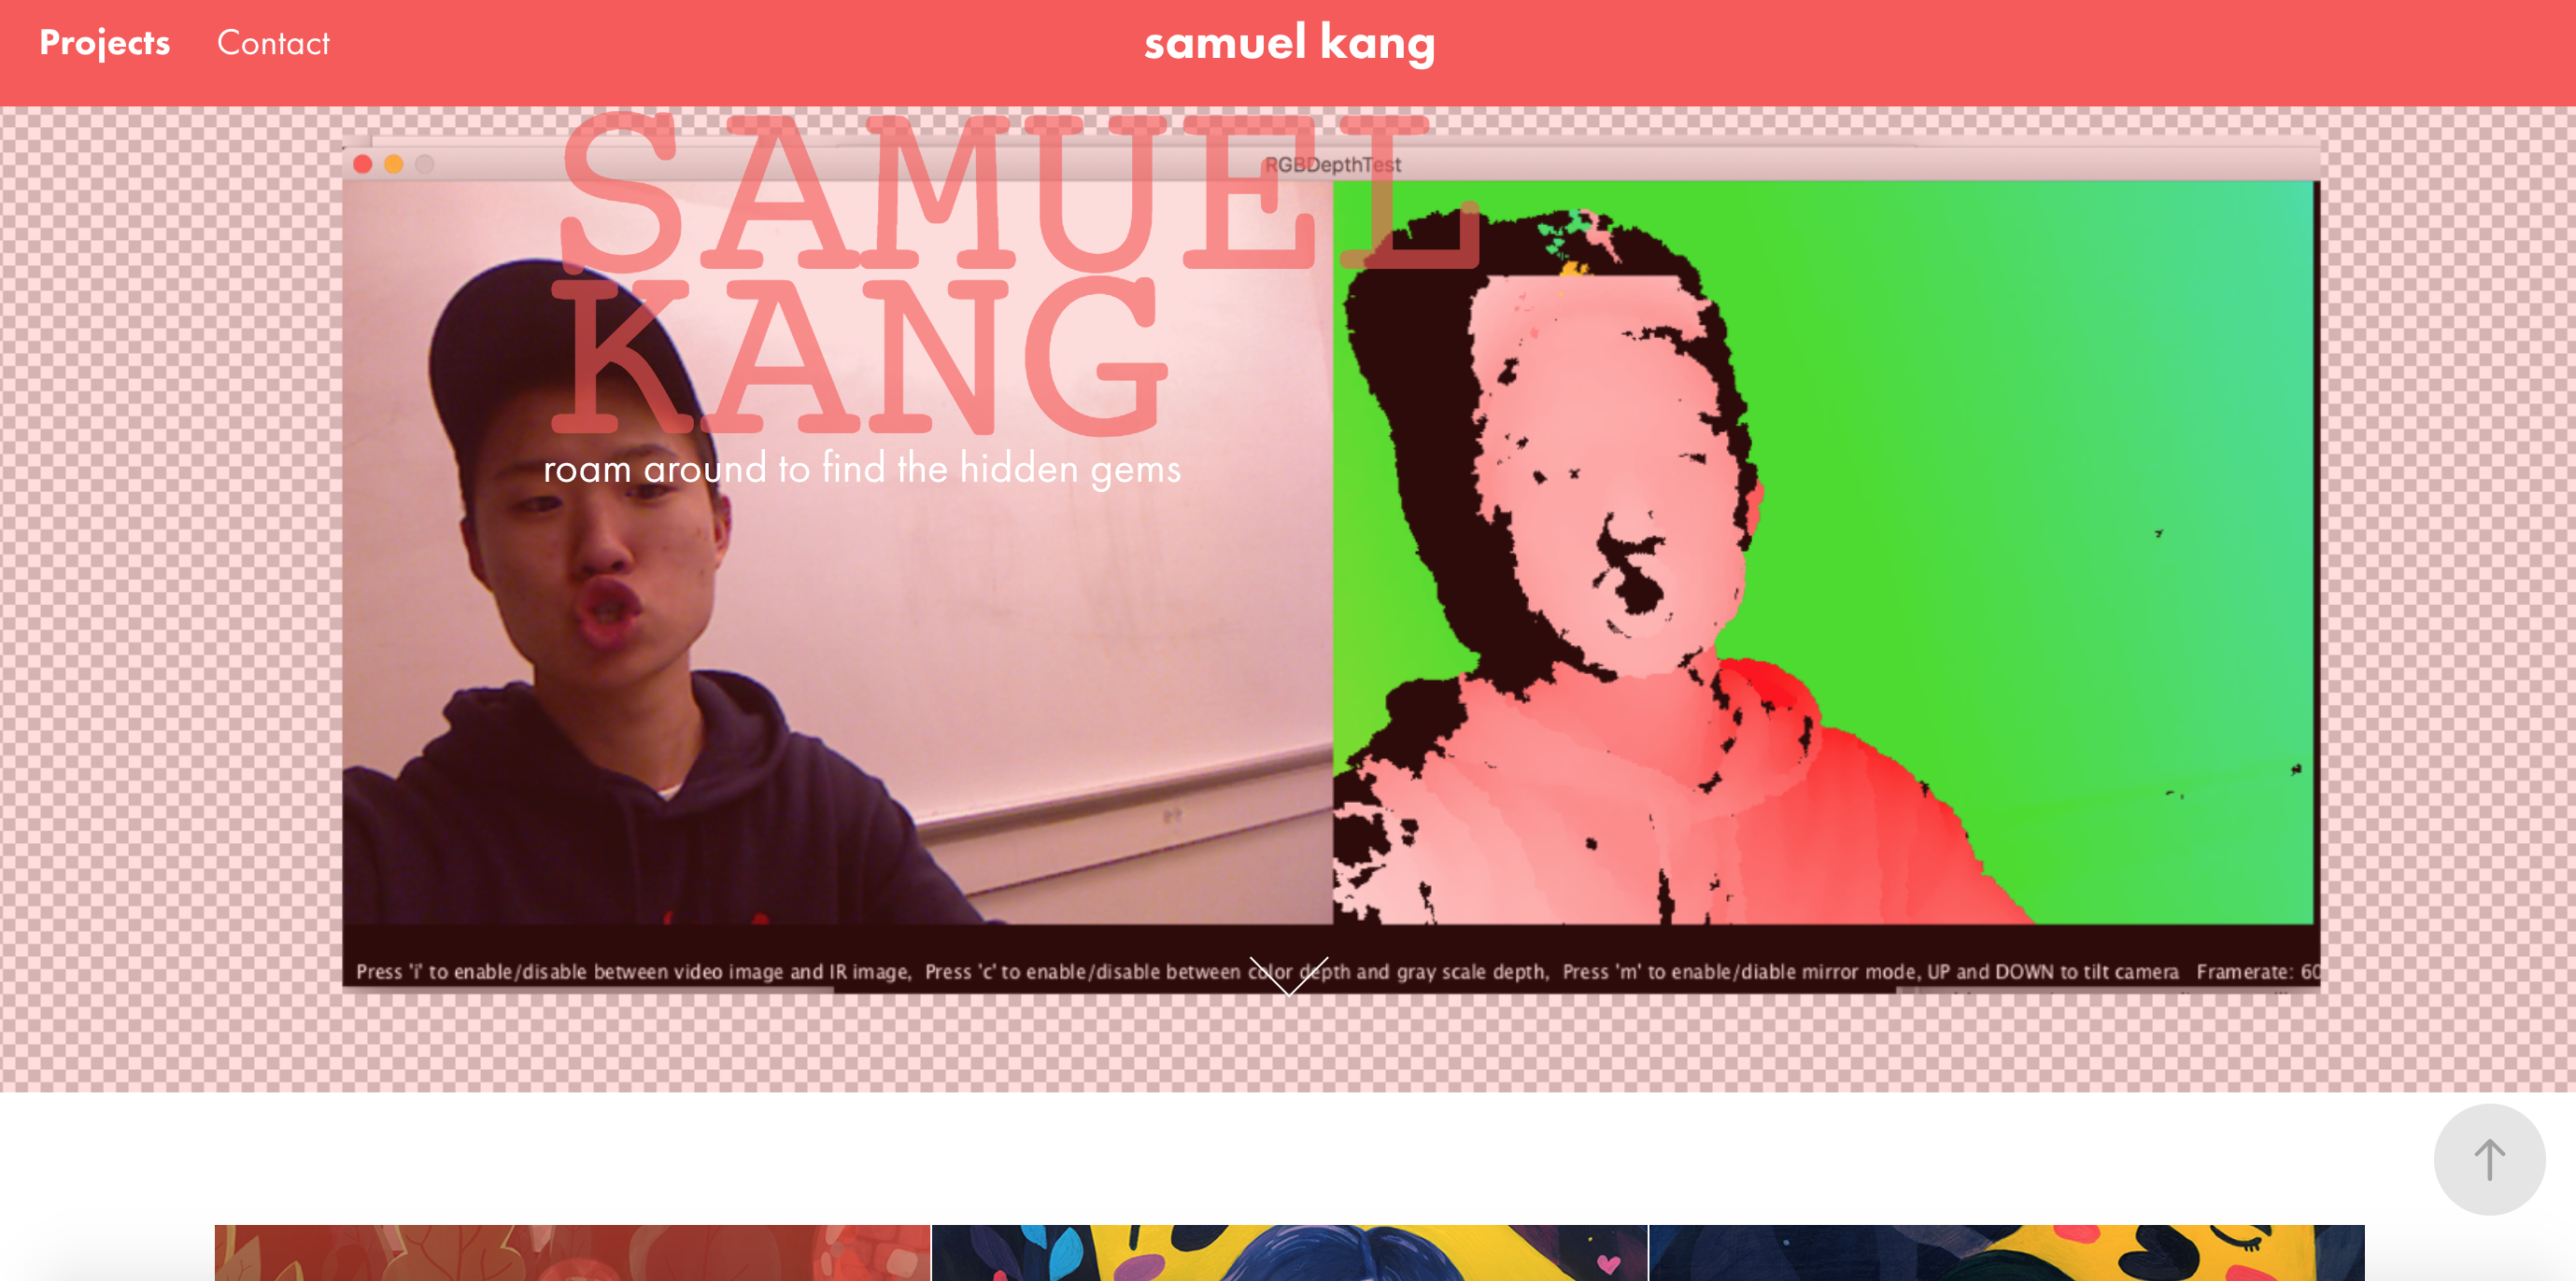 Projects Contact samuel kang
SAMUEL
RGBDepthTest
KANG
roam around to find the hidden gems
Press 'i' to enable/disable between video image and IR image, Press 'c' to enable/disable between color depth and gray scale depth, Press 'm' to enable/diable mirror mode, UP and DOWN to tilt camera Framerate: 60